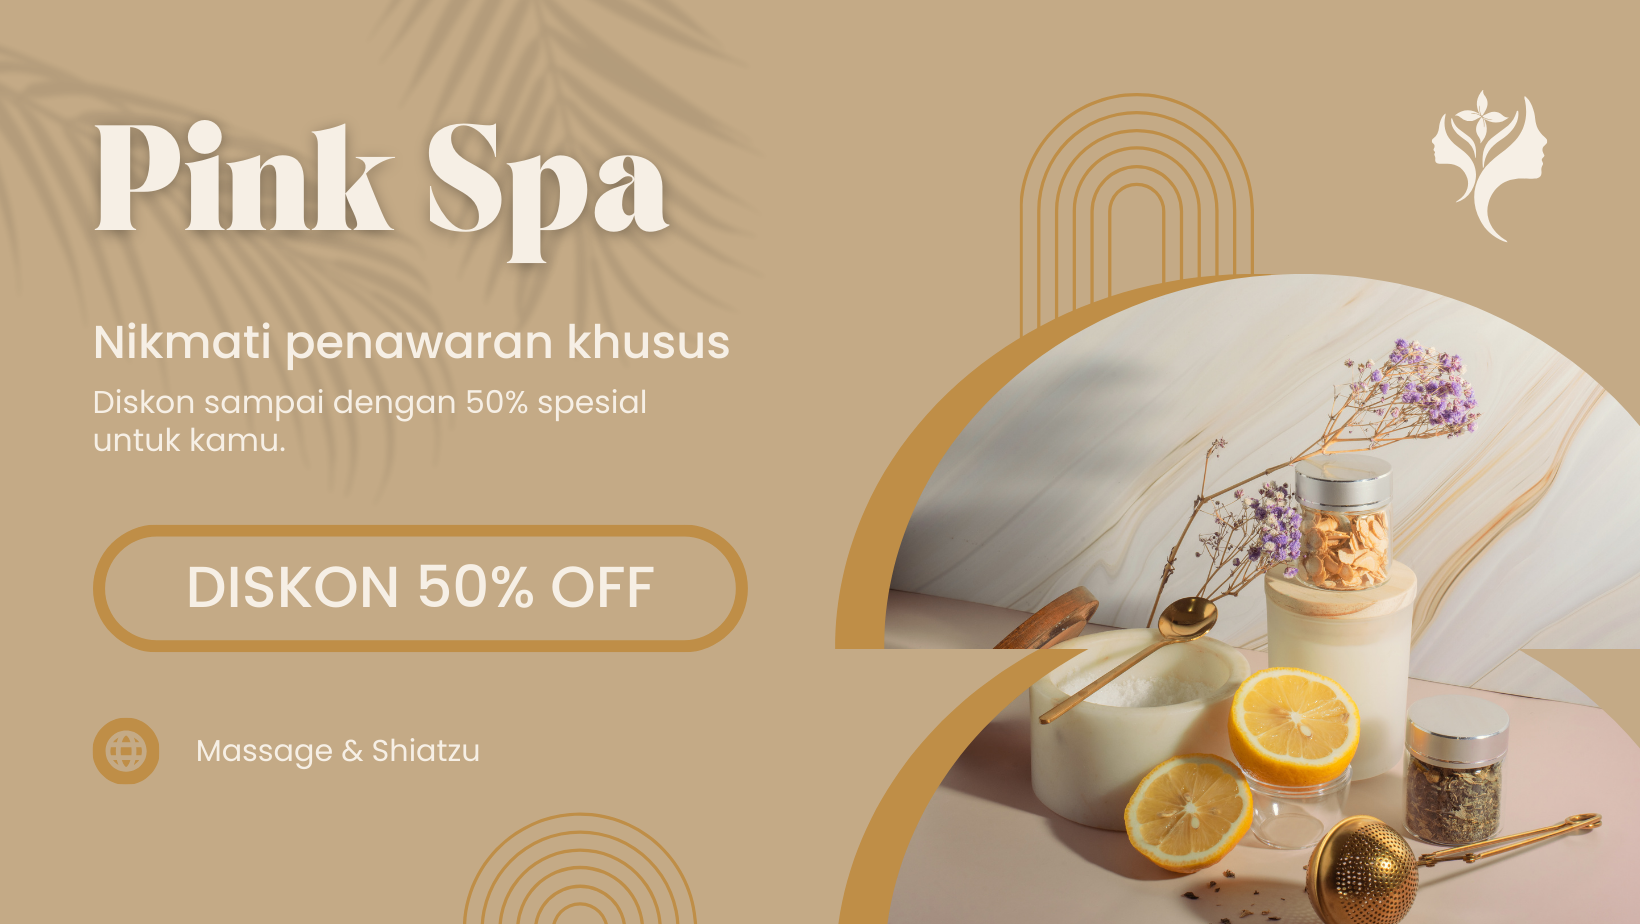 Pink Spa
Nikmati penawaran khusus
Diskon sampai dengan 50% spesial
untuk kamu.
DISKON 50% OFF
Massage & Shiatzu